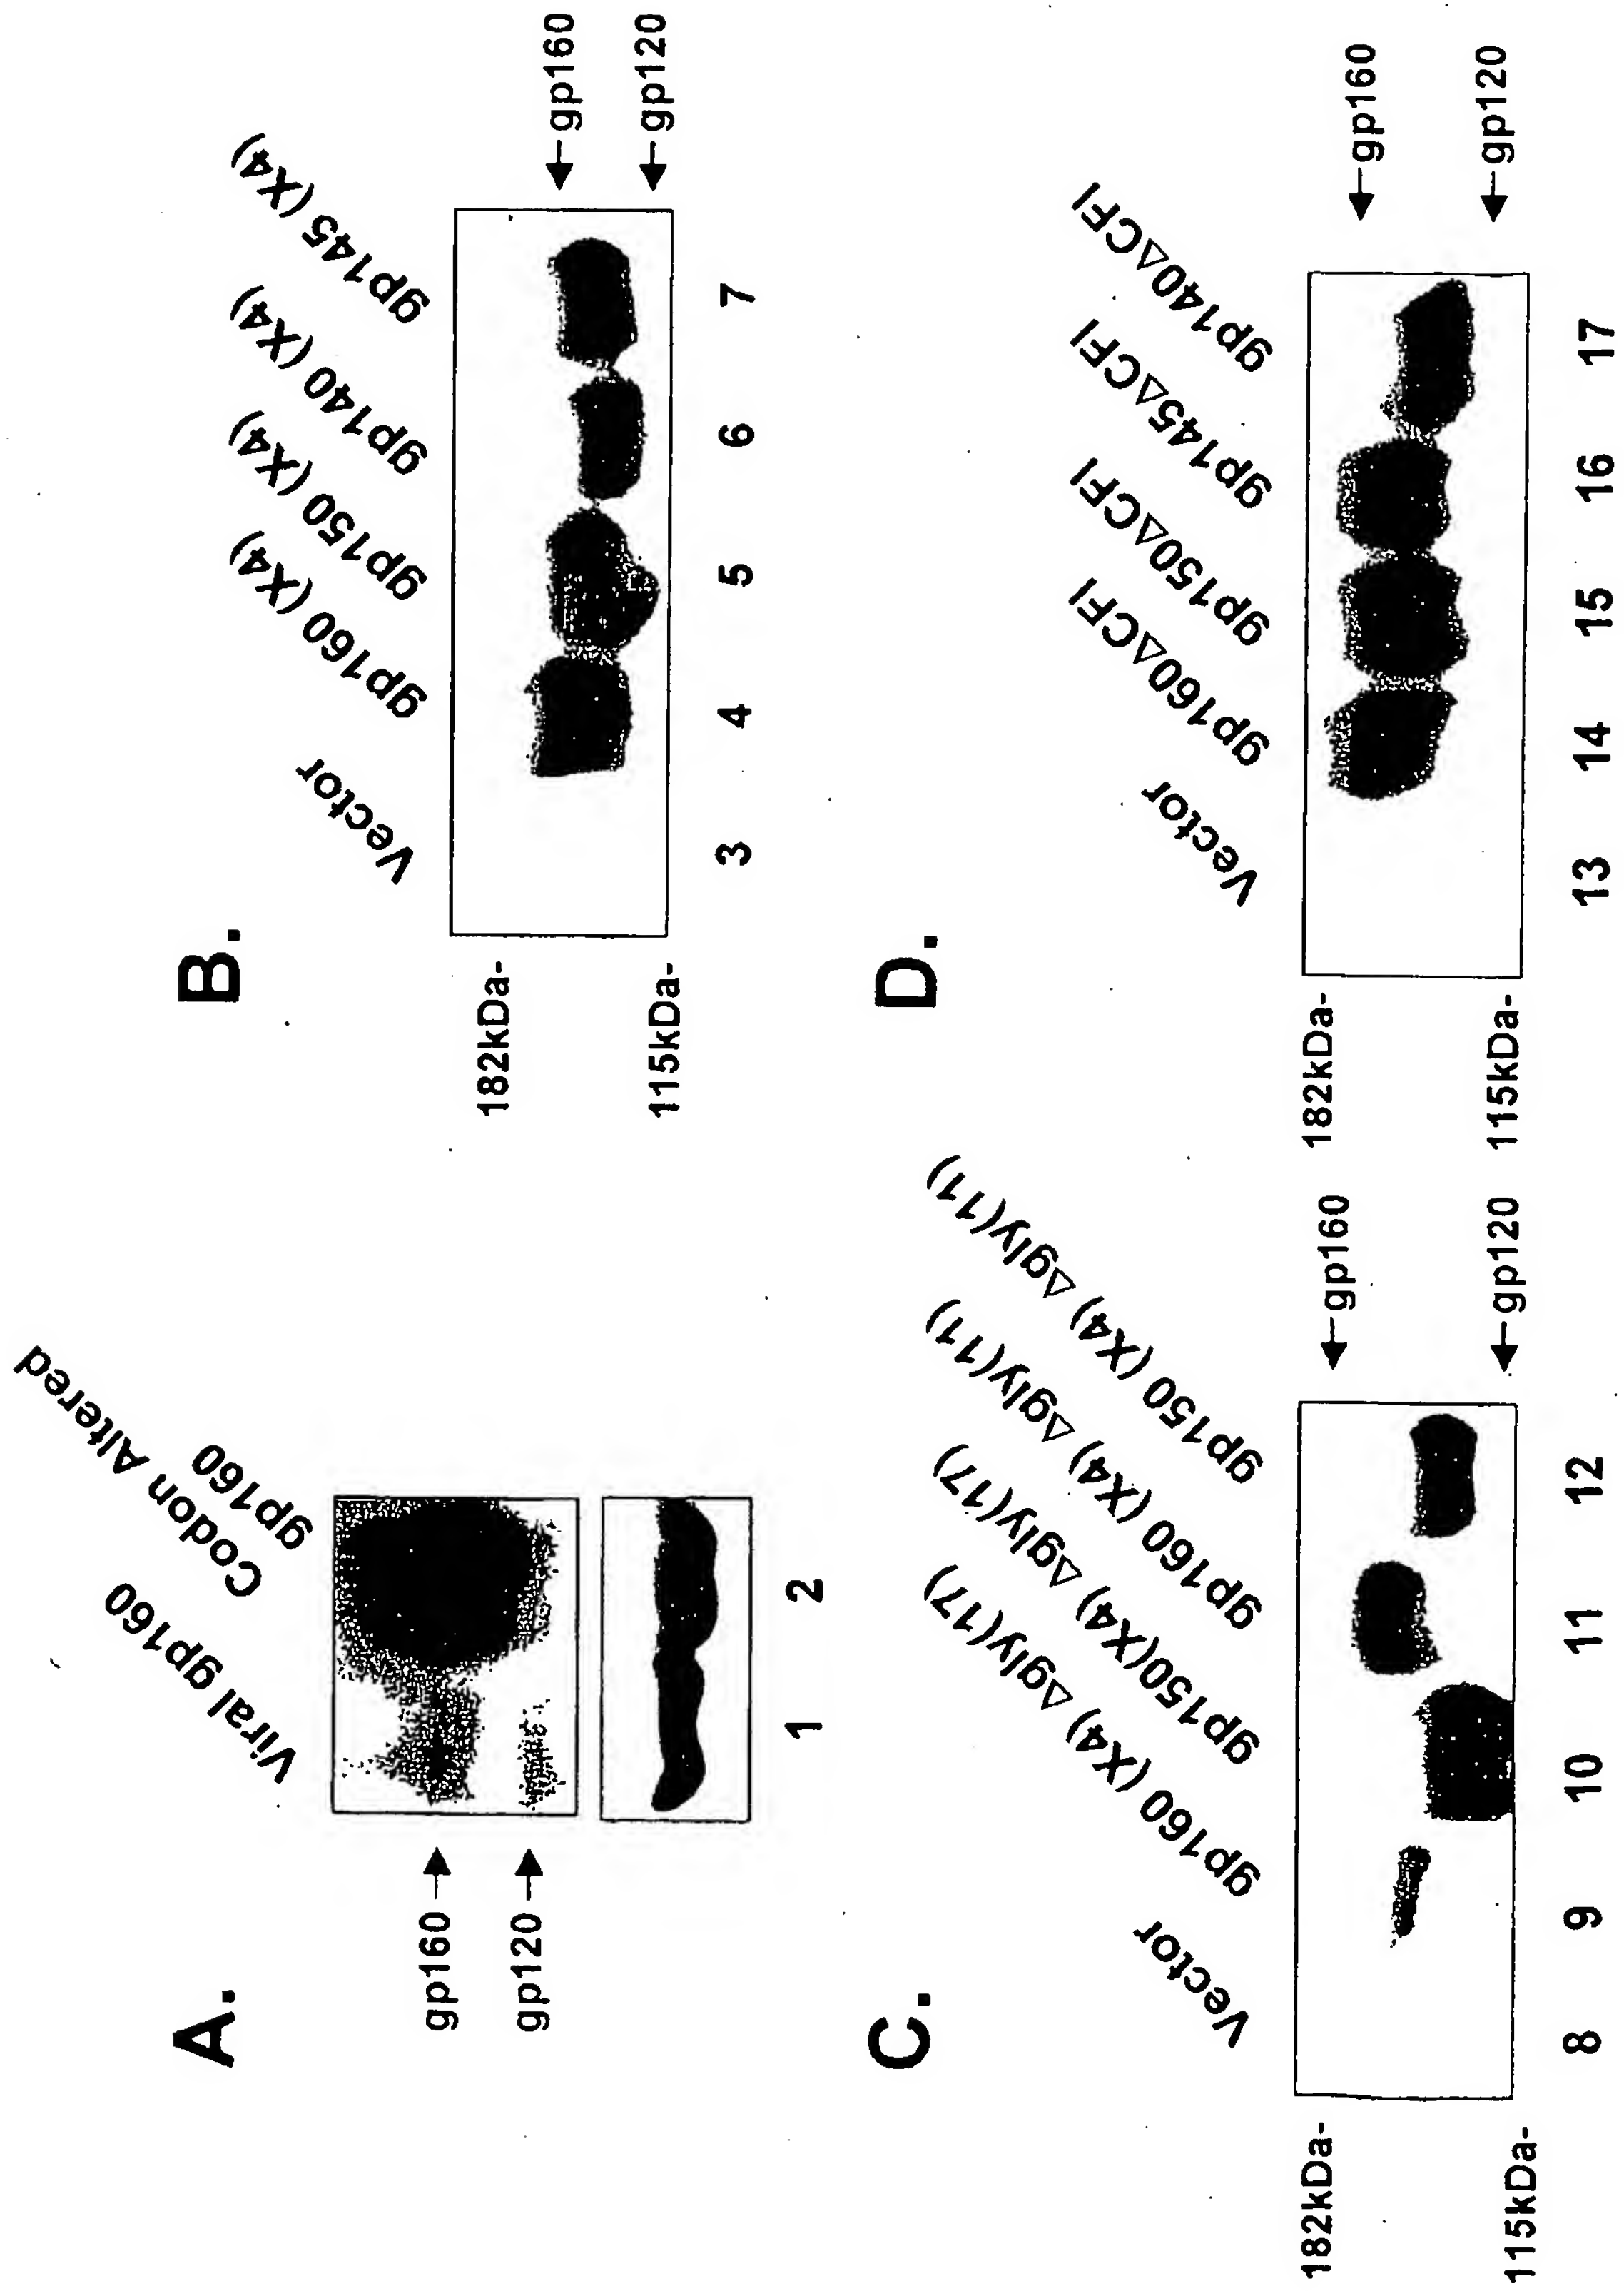 A.
Viral gp160
Codon Altered
gp160
gp160→
gp120→
1 2
B.
Vector
gp160 (X4)
gp150 (X4)
gp140 (X4)
gp145 (X4)
182kDa-
115kDa-
←gp160
←gp120
3 4 5 6 7
C.
Vector
gp160 (X4) Δgly(17)
gp150(X4) Δgly(17)
gp160 (X4) Δgly(11)
gp150 (X4) Δgly(11)
182kDa-
115kDa-
←gp160
←gp120
8 9 10 11 12
D.
Vector
gp160ΔCFI
gp150ΔCFI
gp145ΔCFI
gp140ΔCFI
182kDa-
115kDa-
←gp160
←gp120
13 14 15 16 17